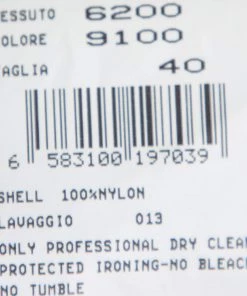 ESSUTO 6200
OLORE 9100
AGLIA 40
6 583100 197039
SHELL 100%NYLON
LAVAGGIO 013
ONLY PROFESSIONAL DRY CLEA
PROTECTED IRONING-NO BLEAC
NO TUMBLE